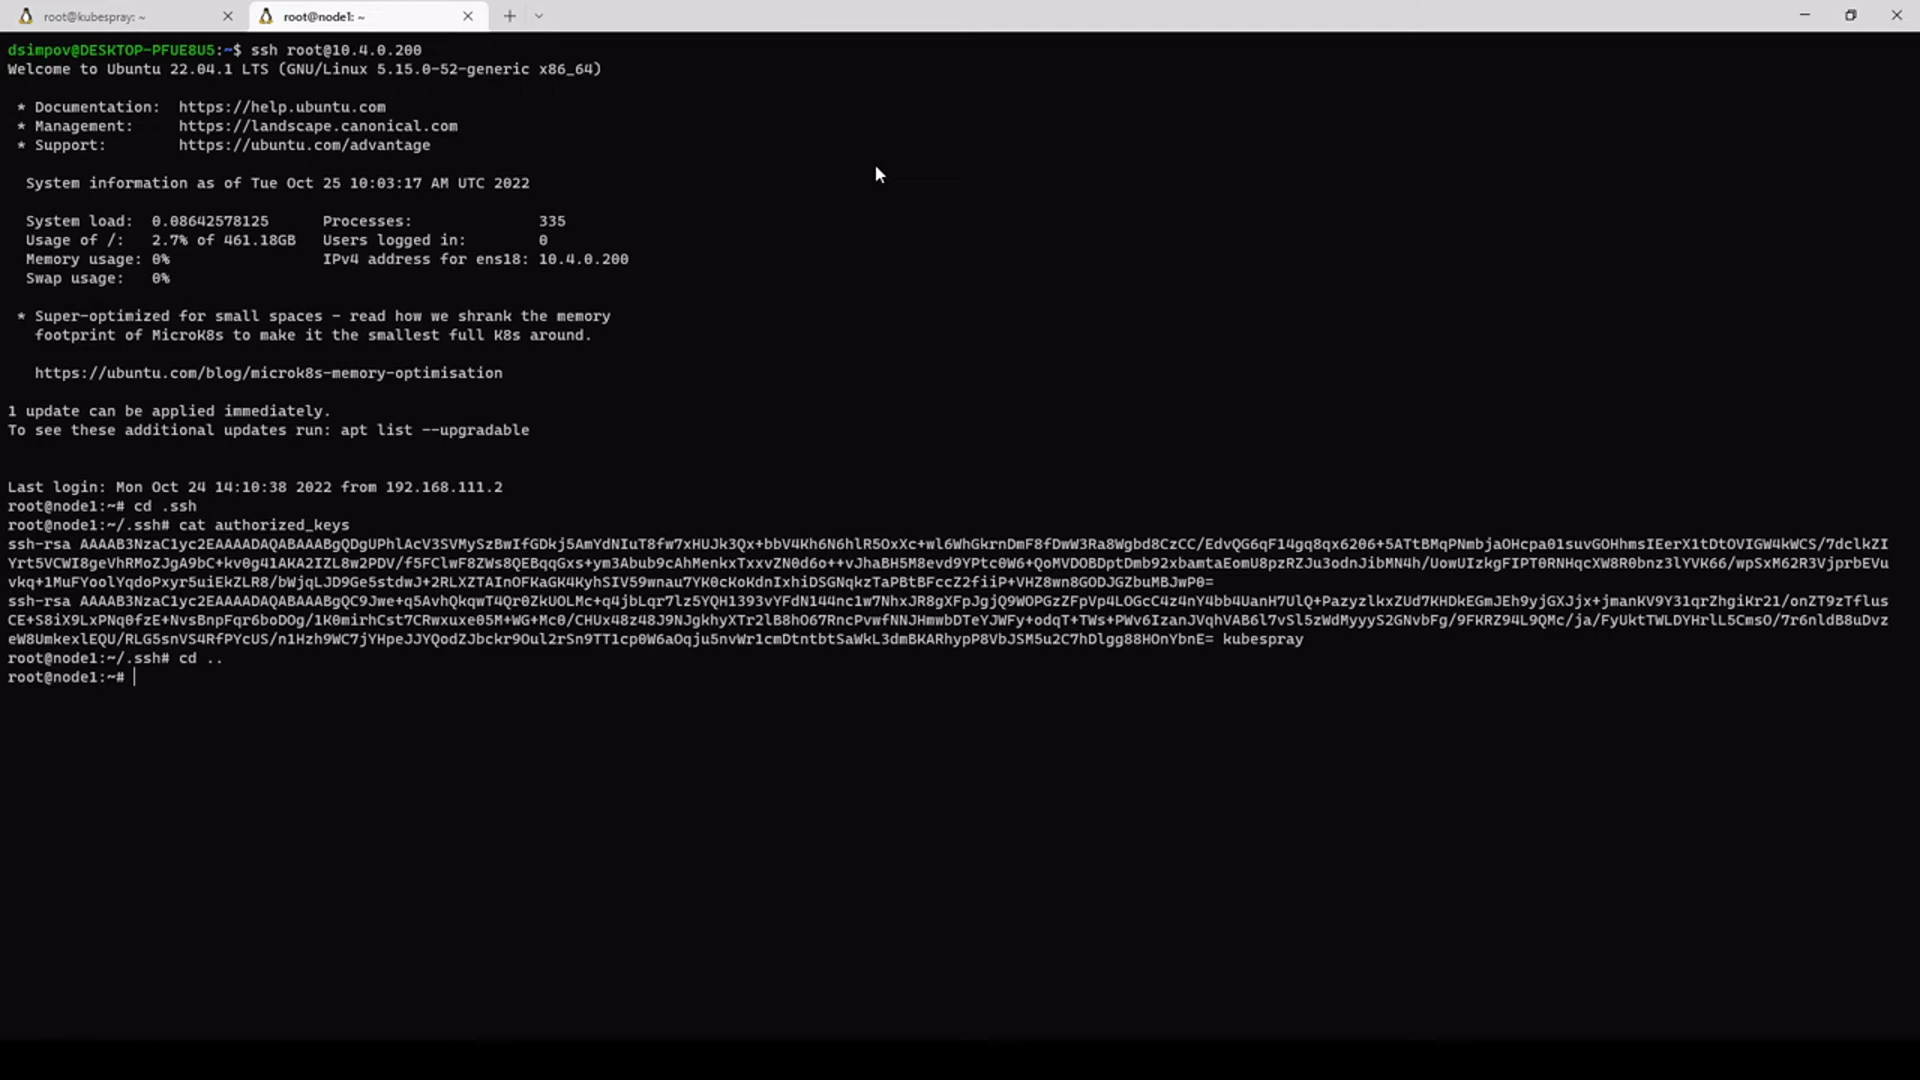 root@kubespray: ~
root@node1: ~
dsimpov@DESKTOP-PFUE8U5:~$ ssh root@10.4.0.200
Welcome to Ubuntu 22.04.1 LTS (GNU/Linux 5.15.0-52-generic x86_64)
* Documentation:  https://help.ubuntu.com
* Management:     https://landscape.canonical.com
* Support:        https://ubuntu.com/advantage
System information as of Tue Oct 25 10:03:17 AM UTC 2022
System load:  0.08642578125      Processes:              335
Usage of /:   2.7% of 461.18GB   Users logged in:        0
Memory usage: 0%                 IPv4 address for ens18: 10.4.0.200
Swap usage:   0%
* Super-optimized for small spaces - read how we shrank the memory
footprint of MicroK8s to make it the smallest full K8s around.
https://ubuntu.com/blog/microk8s-memory-optimisation
1 update can be applied immediately.
To see these additional updates run: apt list --upgradable
Last login: Mon Oct 24 14:10:38 2022 from 192.168.111.2
root@node1:~# cd .ssh
root@node1:~/.ssh# cat authorized_keys
ssh-rsa
ssh-rsa
kubespray
root@node1:~/.ssh# cd ..
root@node1:~#